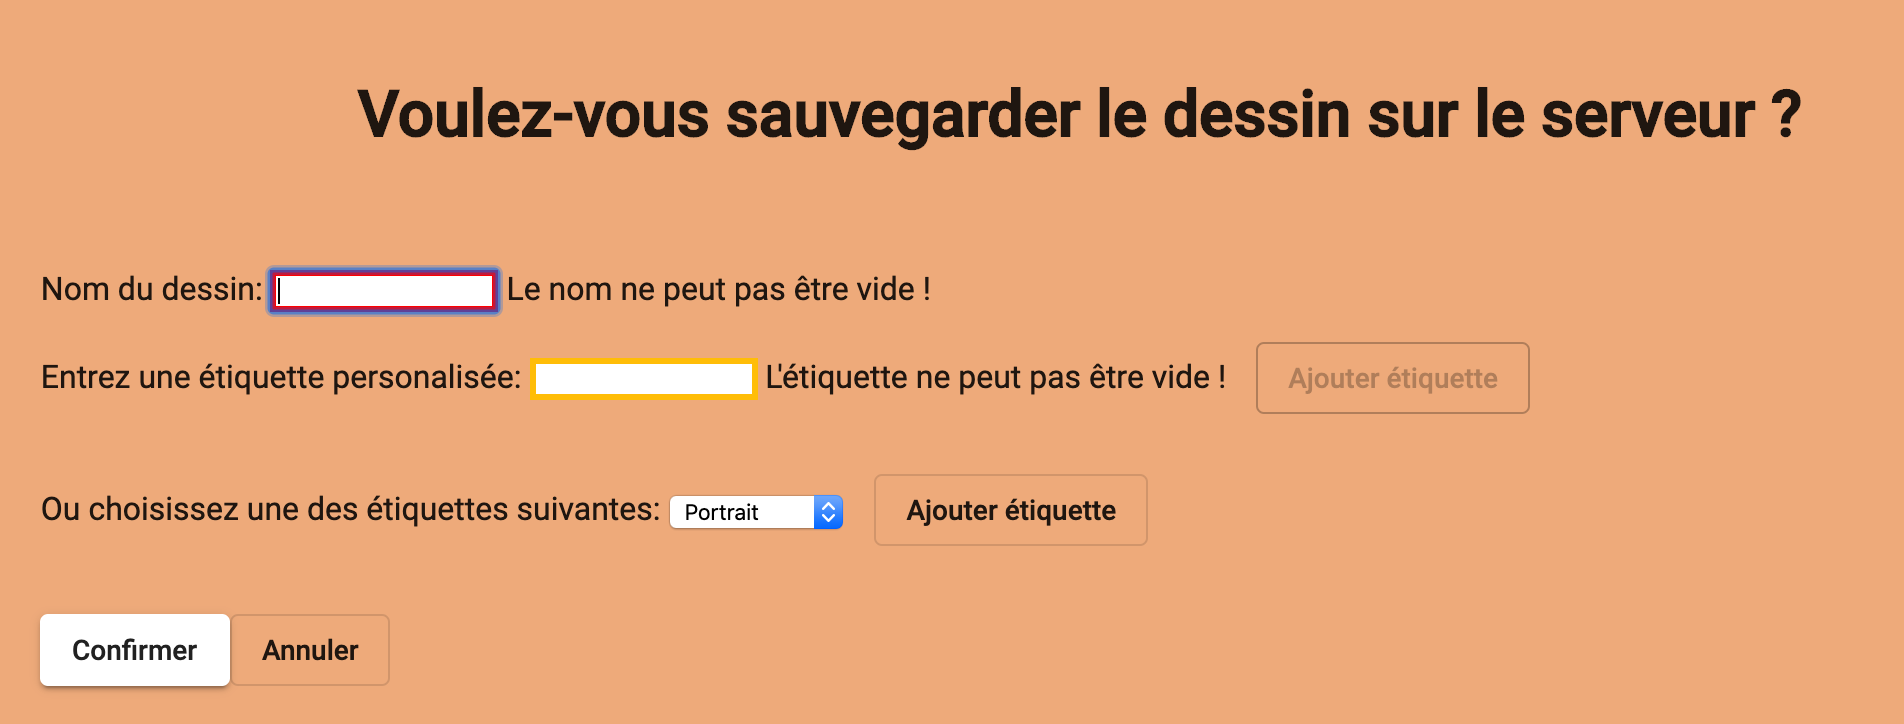 Voulez-vous sauvegarder le dessin sur le serveur ?
Nom du dessin: Le nom ne peut pas être vide !
Entrez une étiquette personalisée: L'étiquette ne peut pas être vide ! Ajouter étiquette
Ou choisissez une des étiquettes suivantes: Portrait Ajouter étiquette
Confirmer Annuler